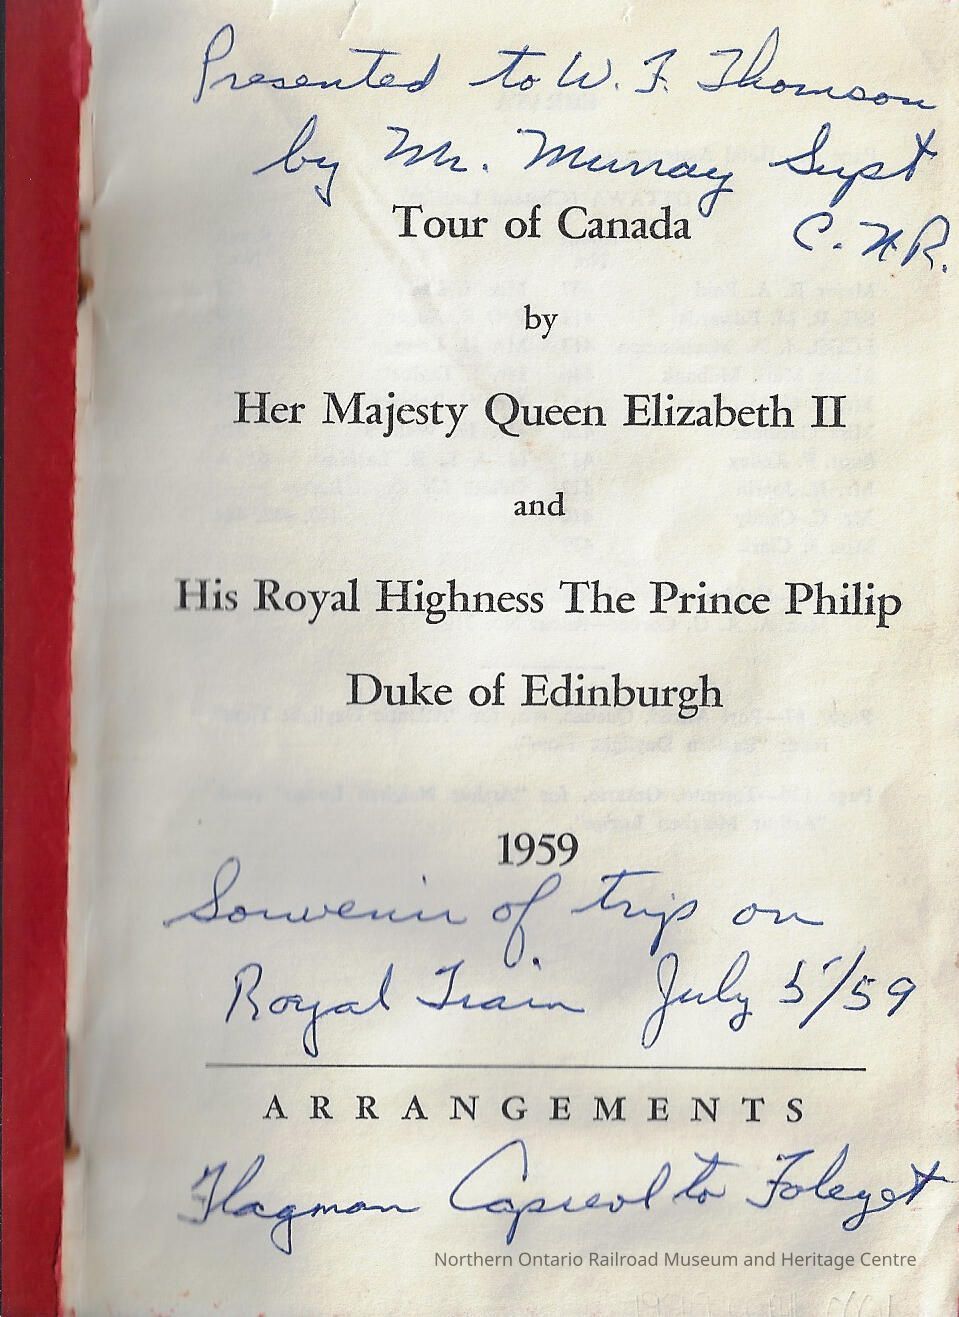 Presented to W. F. Thomson
by Mr. Murray Supt
C.N.R.
Tour of Canada
by
Her Majesty Queen Elizabeth II
and
His Royal Highness The Prince Philip
Duke of Edinburgh
1959
Souvenir of trip on
Royal Train July 5/59
ARRANGEMENTS
Flagman Capreol to Foleyet
Northern Ontario Railroad Museum and Heritage Centre